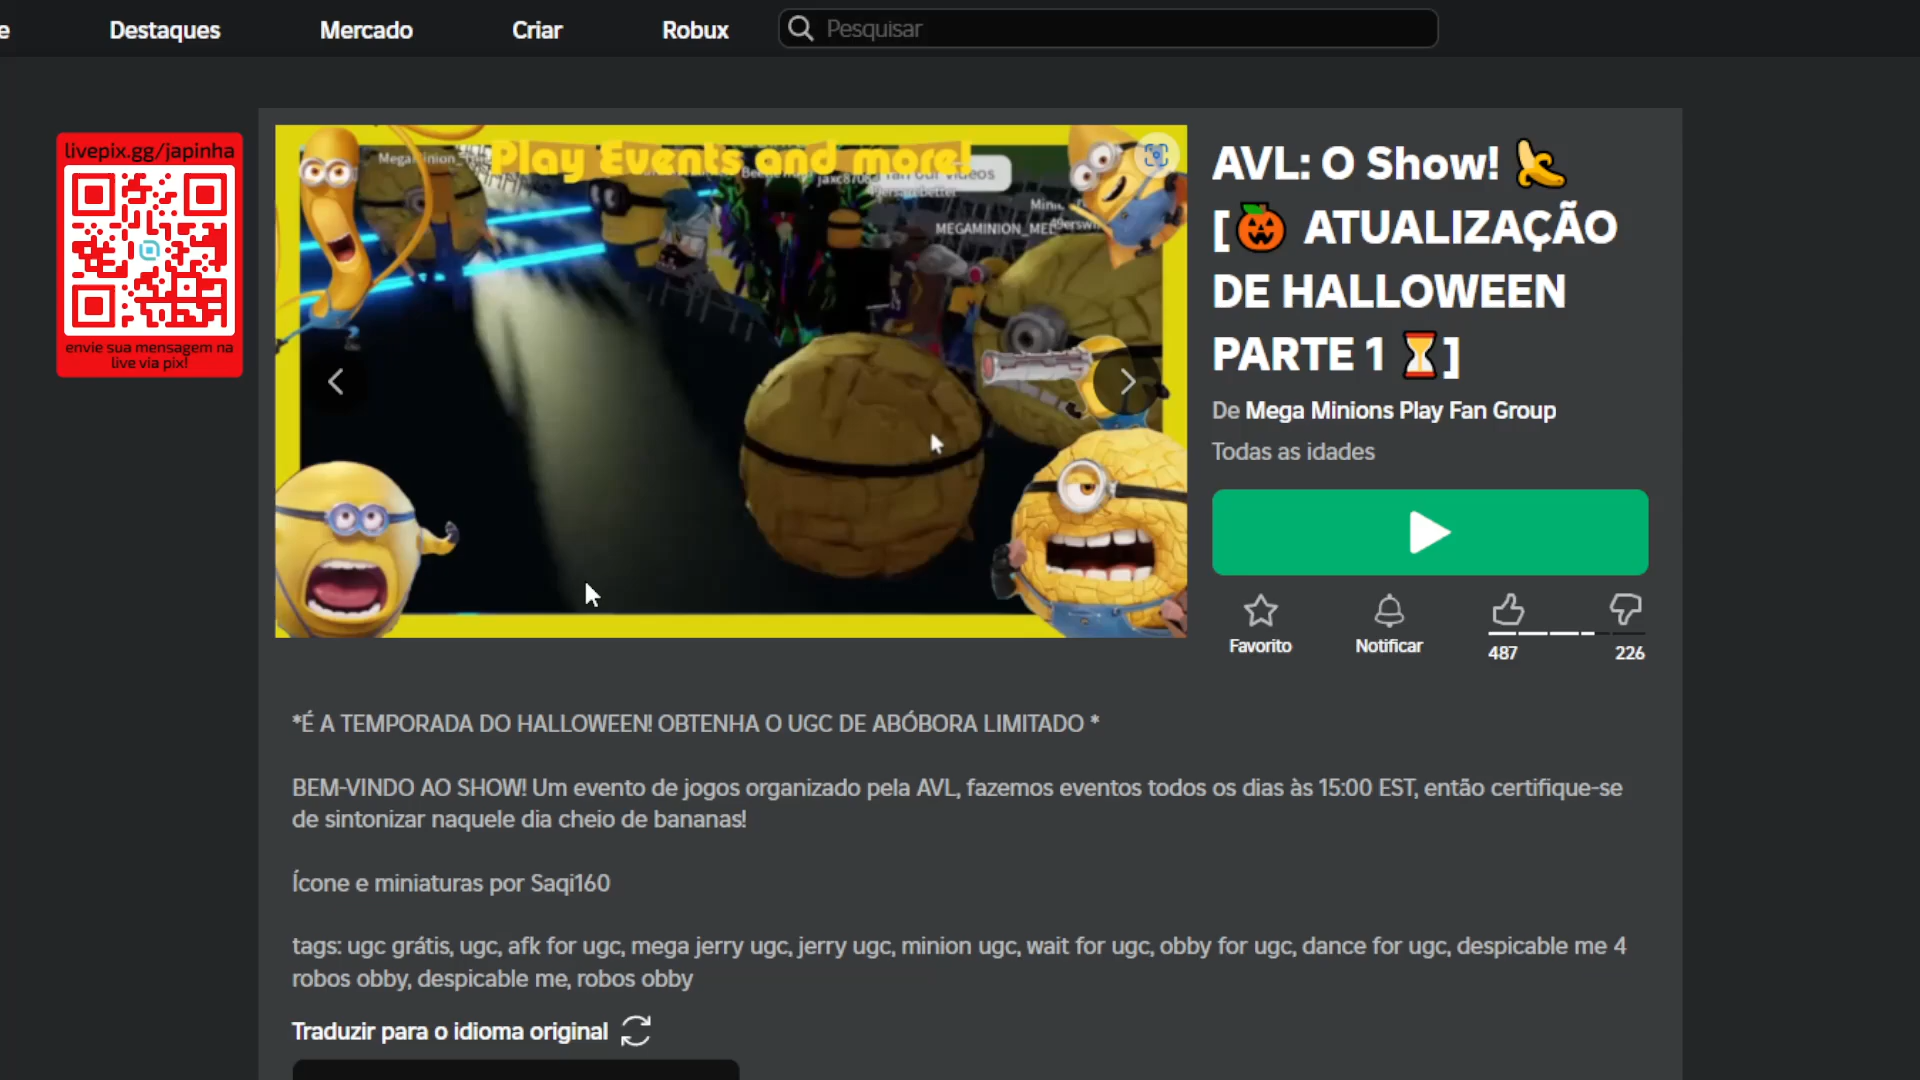 e
Destaques
Mercado
Criar
Robux
Pesquisar
livepix.gg/japinha
envie sua mensagem na
live via pix!
Play Events and more!
MEGAMINION_MEL
AVL: O Show! 🍌
[🎃 ATUALIZAÇÃO
DE HALLOWEEN
PARTE 1 ⏳]
De Mega Minions Play Fan Group
Todas as idades
Favorito
Notificar
487
226
*É A TEMPORADA DO HALLOWEEN! OBTENHA O UGC DE ABÓBORA LIMITADO *
BEM-VINDO AO SHOW! Um evento de jogos organizado pela AVL, fazemos eventos todos os dias às 15:00 EST, então certifique-se
de sintonizar naquele dia cheio de bananas!
Ícone e miniaturas por Saqi160
tags: ugc grátis, ugc, afk for ugc, mega jerry ugc, jerry ugc, minion ugc, wait for ugc, obby for ugc, dance for ugc, despicable me 4
robos obby, despicable me, robos obby
Traduzir para o idioma original